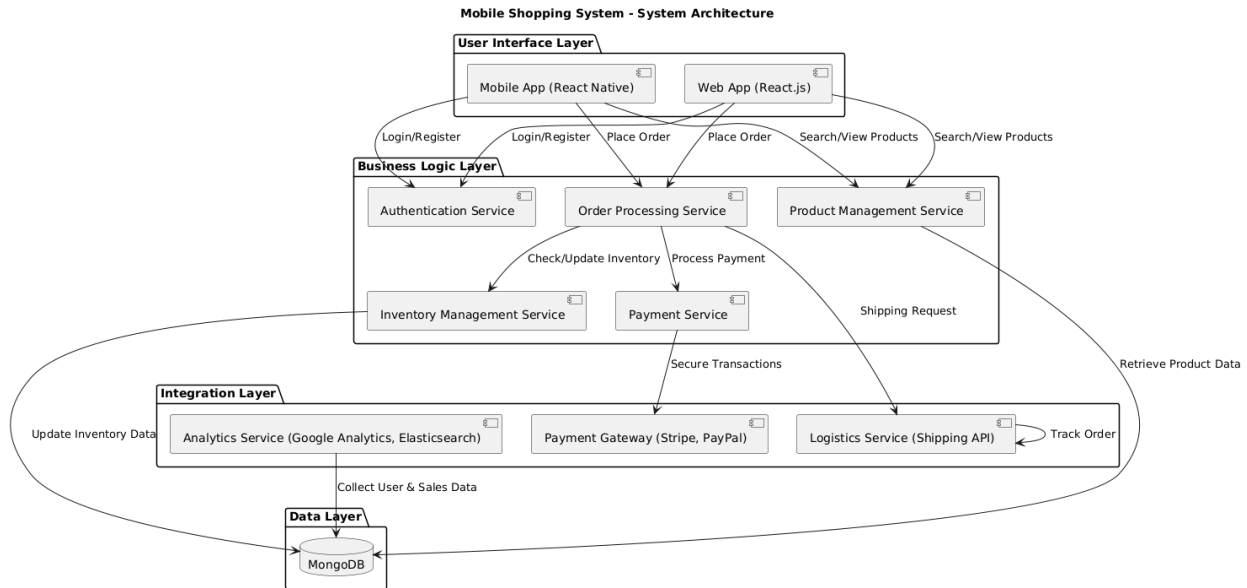 Mobile Shopping System - System Architecture
User Interface Layer
Mobile App (React Native)
Web App (React.js)
Login/Register
Login/Register
Place Order
Place Order
Search/View Products
Search/View Products
Business Logic Layer
Authentication Service
Order Processing Service
Product Management Service
Check/Update Inventory
Process Payment
Inventory Management Service
Payment Service
Shipping Request
Secure Transactions
Retrieve Product Data
Integration Layer
Update Inventory Data
Analytics Service (Google Analytics, Elasticsearch)
Payment Gateway (Stripe, PayPal)
Logistics Service (Shipping API)
Track Order
Collect User & Sales Data
Data Layer
MongoDB